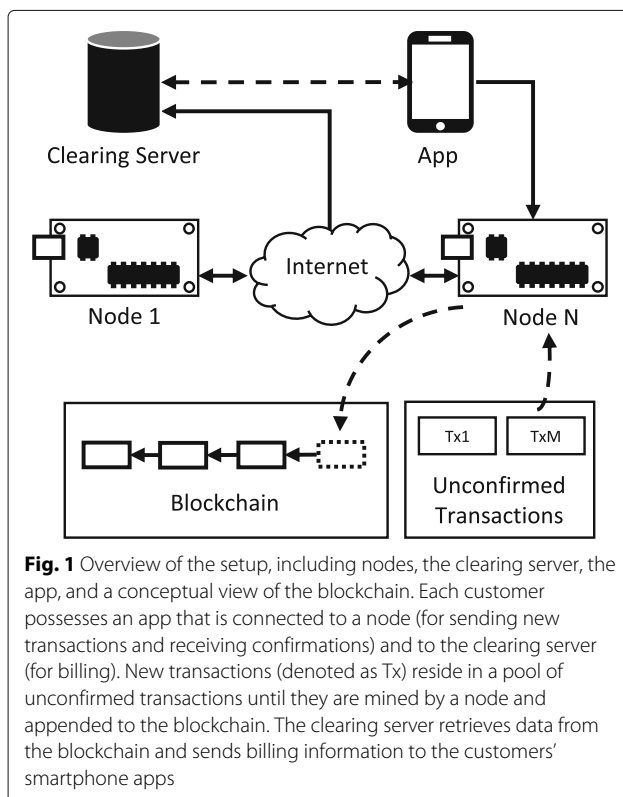 Clearing Server
App
Internet
Node 1
Node N
Tx1
TxM
Blockchain
Unconfirmed
Transactions
Fig. 1 Overview of the setup, including nodes, the clearing server, the
app, and a conceptual view of the blockchain. Each customer
possesses an app that is connected to a node (for sending new
transactions and receiving confirmations) and to the clearing server
(for billing). New transactions (denoted as Tx) reside in a pool of
unconfirmed transactions until they are mined by a node and
appended to the blockchain. The clearing server retrieves data from
the blockchain and sends billing information to the customers’
smartphone apps